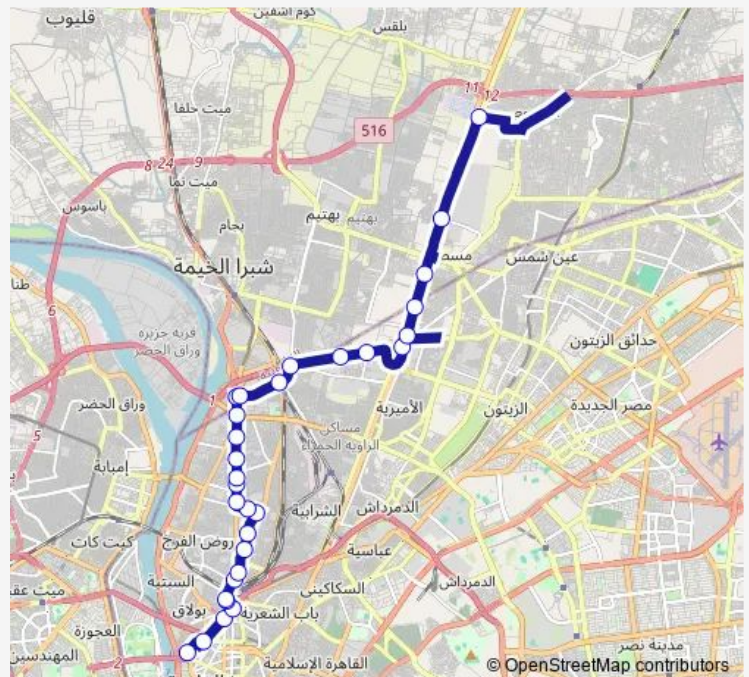 كوم أشفين
قليوب
بلقس
11
12
ميت حلفا
516
8 24 9
ميت نما
باسوس
بهتيم
بهتيم
بجام
مسط
عين شمس
شبرا الخيمة
6
قرية جزيرة
وراق الحضر
حدائق الزيتون
1
وراق الحضر
الأميرية
الزيتون
مصر الجديدة
5
مساكن
الزاوية الحمراء
إمبابة
الدمرداش
الشرابية
كيت كات
روض الفرج
عباسية
السبتية
السكاكيني
الدمرداش
ميت عقبة
بولاق
باب الشعرية
العجوزة
مدينة نصر
المهندسين
2
القاهرة الإسلامية
© OpenStreetMap contributors